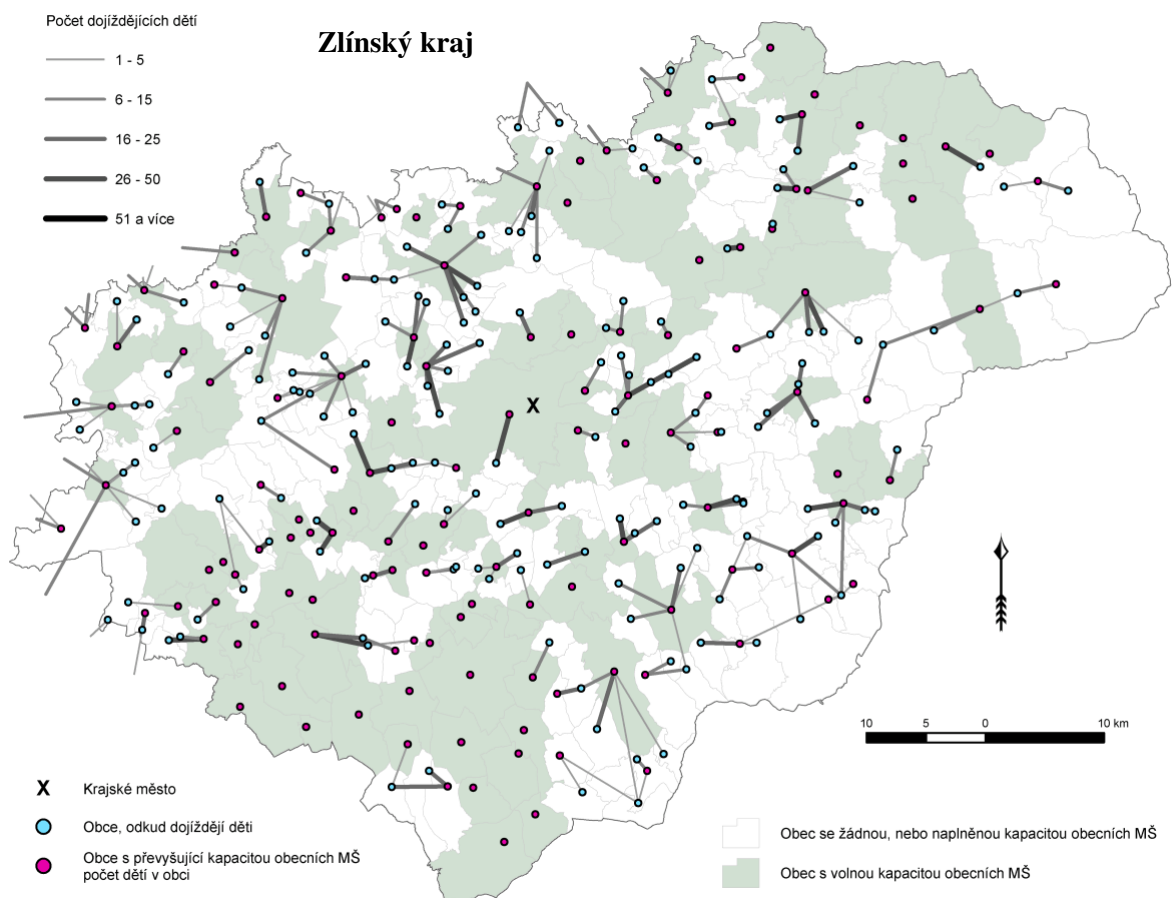 Počet dojíždějících dětí
Zlínský kraj
1 - 5
6 - 15
16 - 25
26 - 50
51 a více
X
10 5 0 10 km
X Krajské město
Obce, odkud dojíždějí děti
Obce s převyšující kapacitou obecních MŠ
počet dětí v obci
Obec se žádnou, nebo naplněnou kapacitou obecních MŠ
Obec s volnou kapacitou obecních MŠ